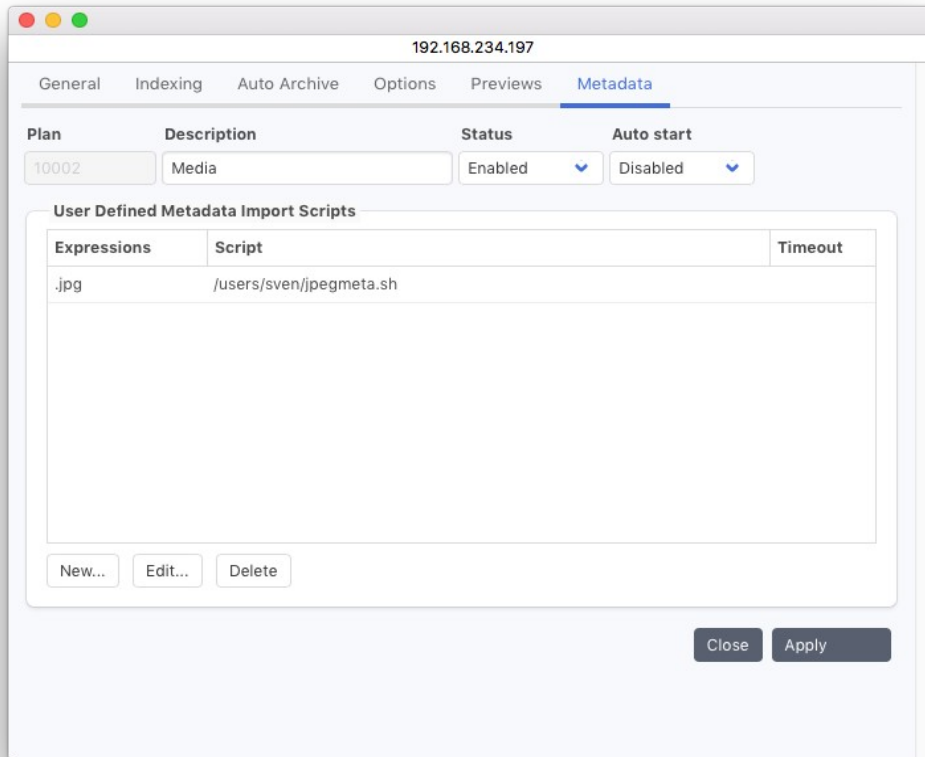 192.168.234.197
General Indexing Auto Archive Options Previews Metadata
Plan Description Status Auto start
10002 Media Enabled Disabled
User Defined Metadata Import Scripts
Expressions Script Timeout
.jpg /users/sven/jpegmeta.sh
New... Edit... Delete
Close Apply